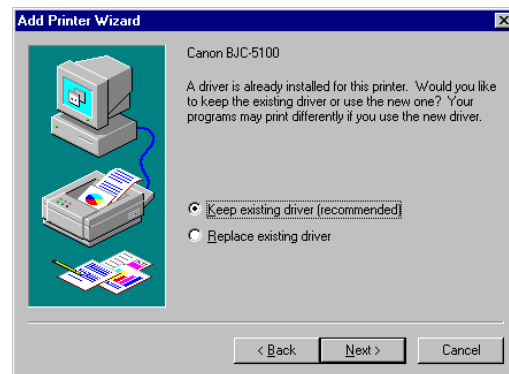 Add Printer Wizard
Canon BJC-5100
A driver is already installed for this printer. Would you like
to keep the existing driver or use the new one? Your
programs may print differently if you use the new driver.
Keep existing driver (recommended)
Replace existing driver
< Back
Next >
Cancel